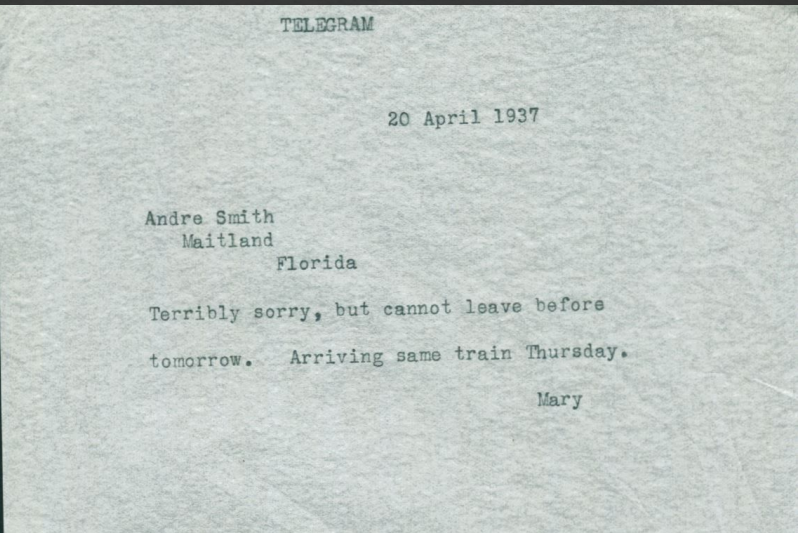 TELEGRAM
20 April 1937
Andre Smith
Maitland
Florida
Terribly sorry, but cannot leave before
tomorrow. Arriving same train Thursday.
Mary